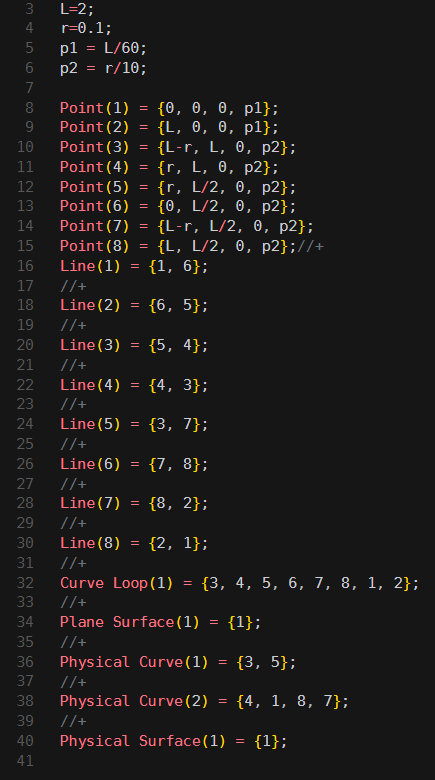 3 L=2;
4 r=0.1;
5 p1 = L/60;
6 p2 = r/10;
7
8 Point(1) = {0, 0, 0, p1};
9 Point(2) = {L, 0, 0, p1};
10 Point(3) = {L-r, L, 0, p2};
11 Point(4) = {r, L, 0, p2};
12 Point(5) = {r, L/2, 0, p2};
13 Point(6) = {0, L/2, 0, p2};
14 Point(7) = {L-r, L/2, 0, p2};
15 Point(8) = {L, L/2, 0, p2};//+
16 Line(1) = {1, 6};
17 //+
18 Line(2) = {6, 5};
19 //+
20 Line(3) = {5, 4};
21 //+
22 Line(4) = {4, 3};
23 //+
24 Line(5) = {3, 7};
25 //+
26 Line(6) = {7, 8};
27 //+
28 Line(7) = {8, 2};
29 //+
30 Line(8) = {2, 1};
31 //+
32 Curve Loop(1) = {3, 4, 5, 6, 7, 8, 1, 2};
33 //+
34 Plane Surface(1) = {1};
35 //+
36 Physical Curve(1) = {3, 5};
37 //+
38 Physical Curve(2) = {4, 1, 8, 7};
39 //+
40 Physical Surface(1) = {1};
41